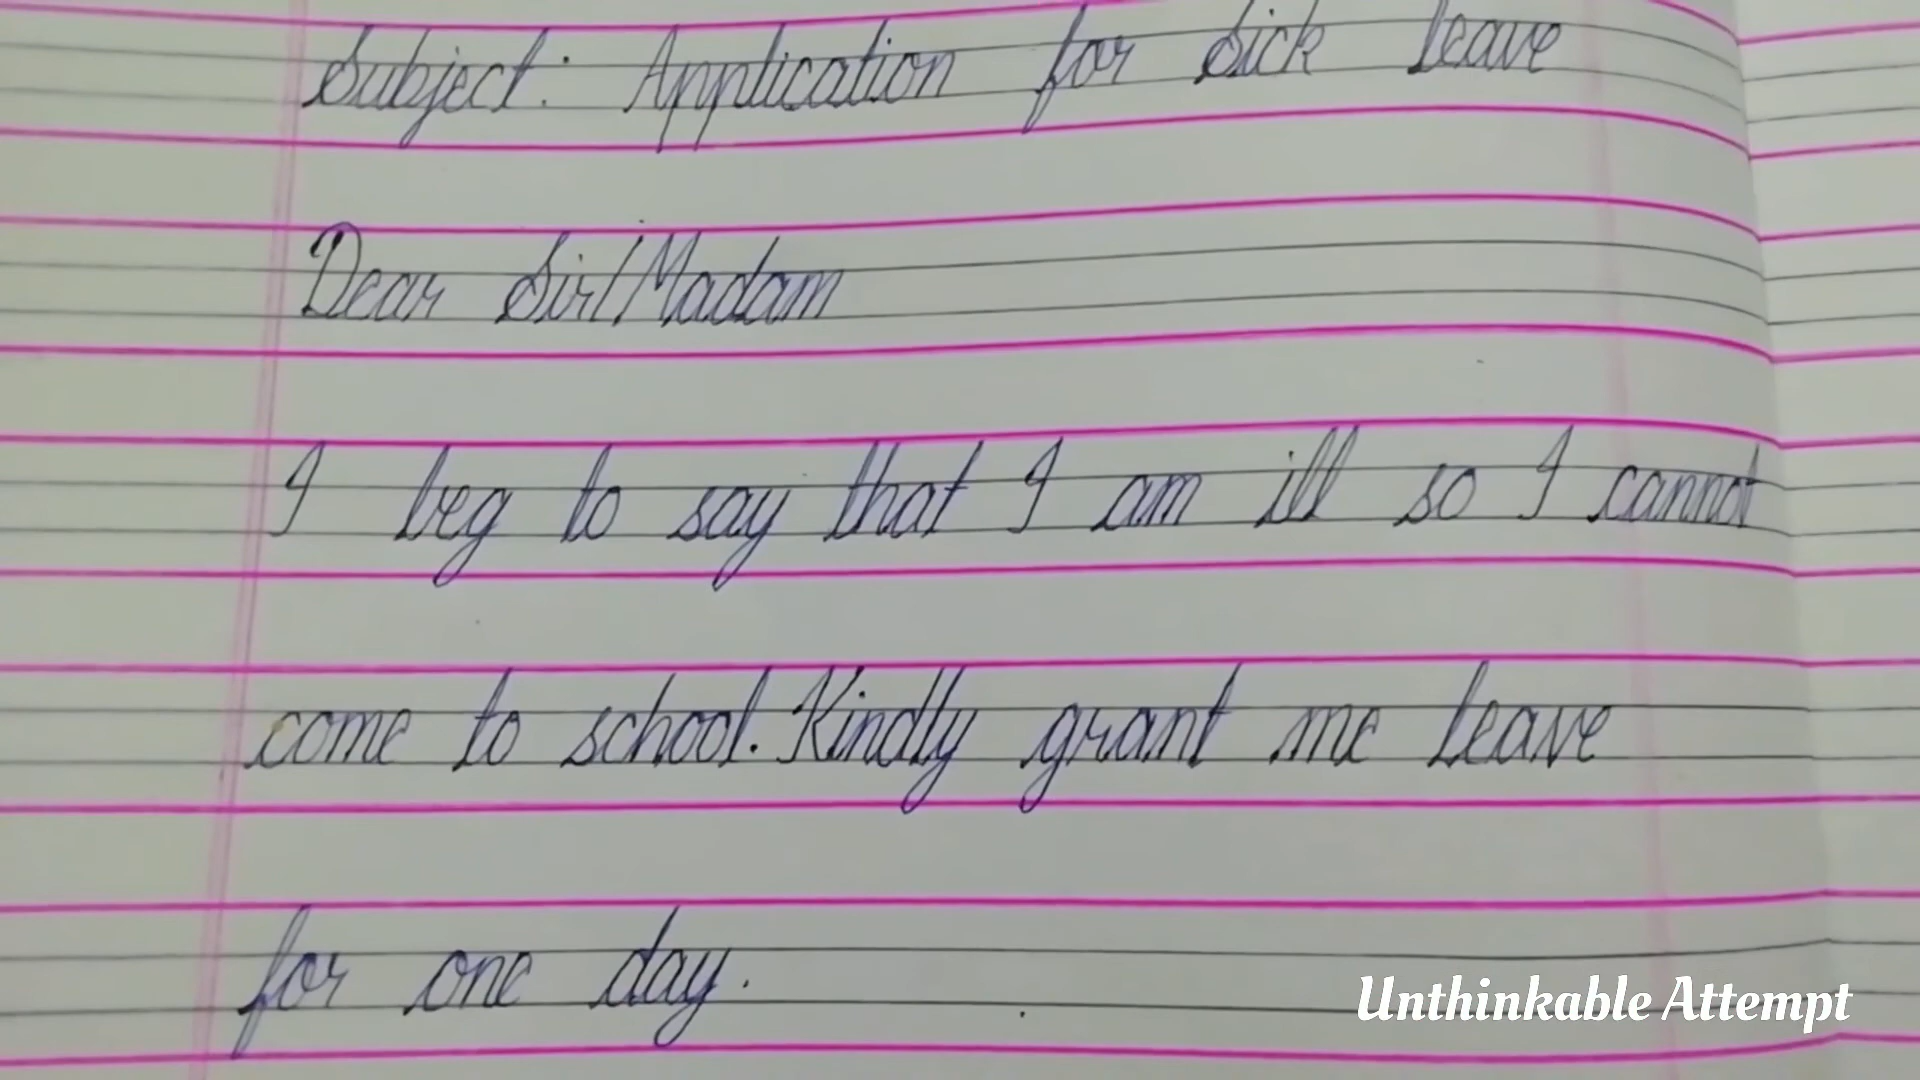 Subject: Application for Sick Leave
Dear Sir/Madam
I beg to say that I am ill so I cannot
come to school. Kindly grant me leave
for one day.
Unthinkable Attempt